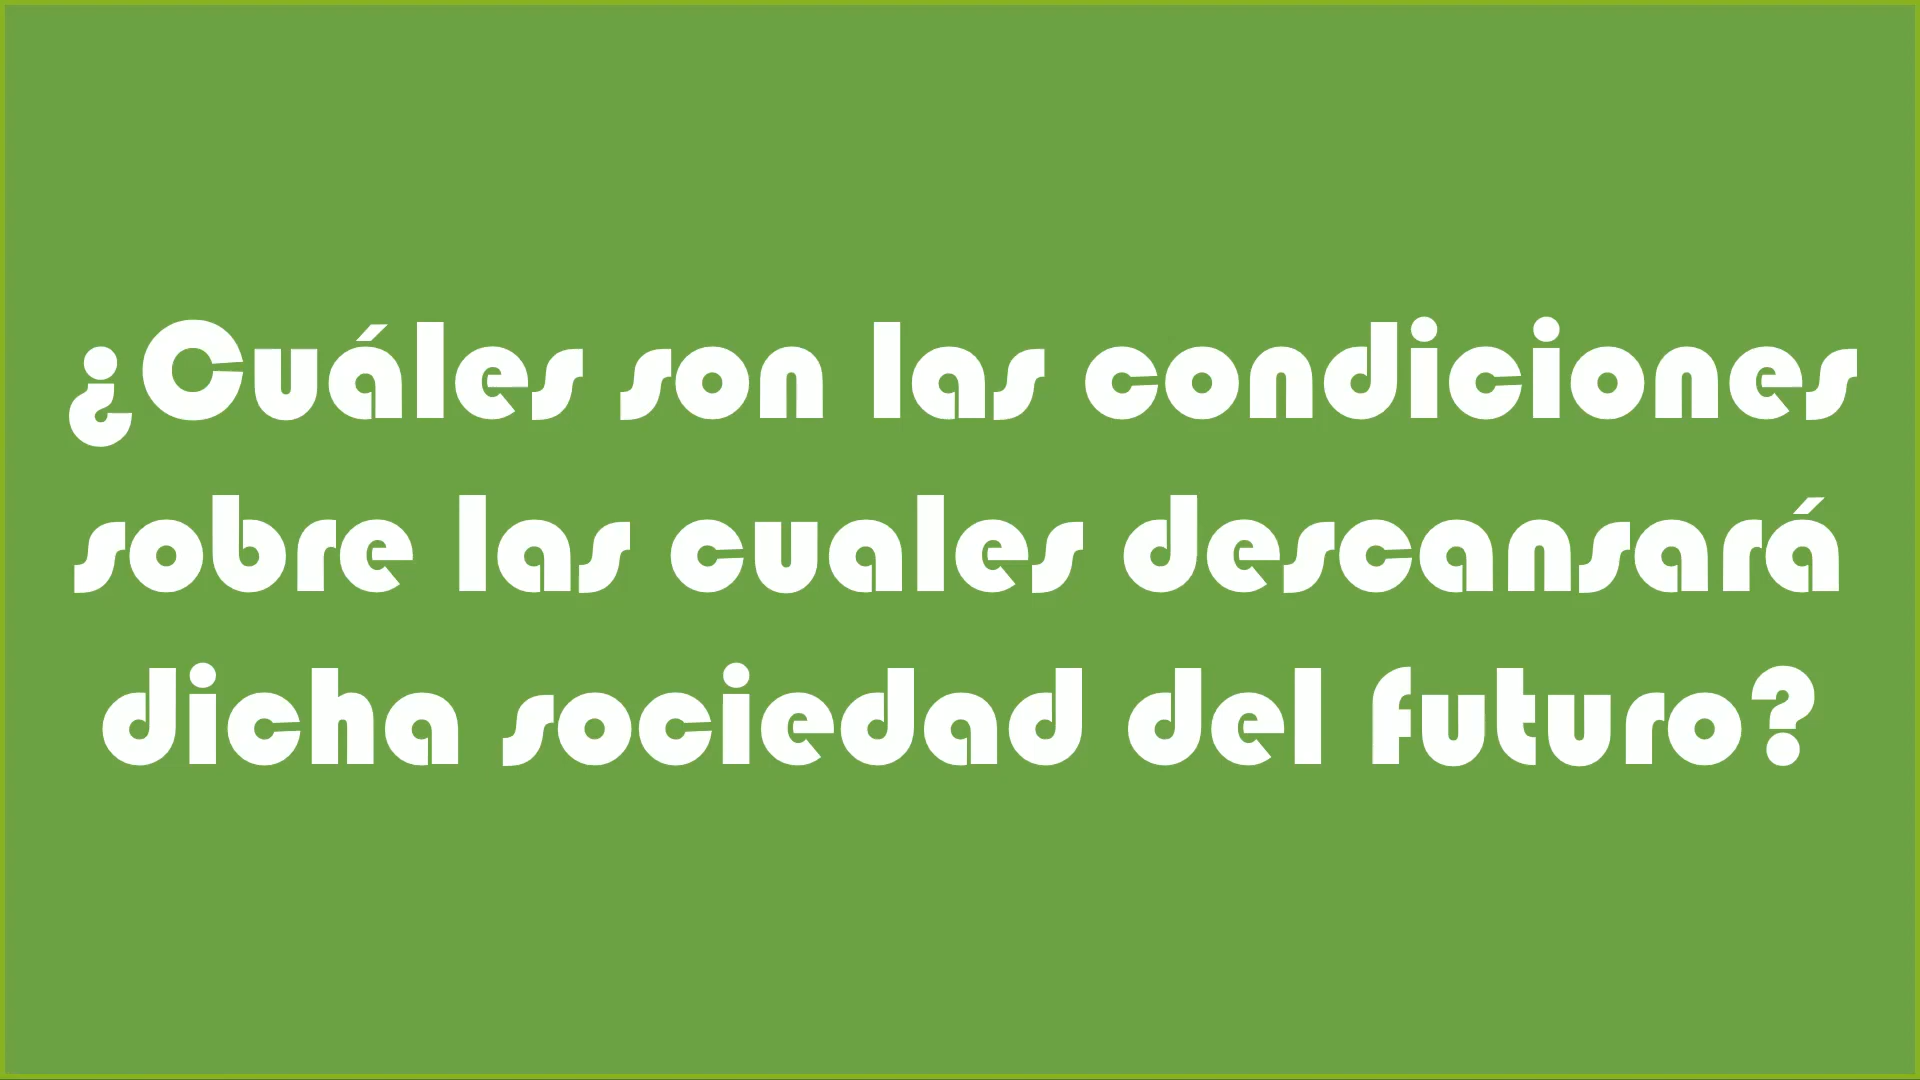 ¿Cuáles son las condiciones
sobre las cuales descansará
dicha sociedad del futuro?